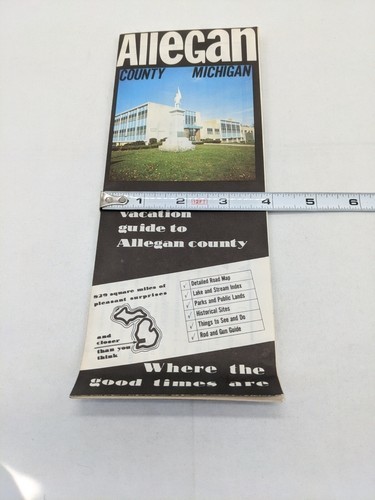 Allegan
COUNTY MICHIGAN
1 2 3 4 5 6
vacation
guide to
Allegan county
829 square miles of
pleasant surprises
and
closer
than you
think
✓ Detailed Road Map
✓ Lake and Stream Index
✓ Parks and Public Lands
✓ Historical Sites
✓ Things to See and Do
✓ Rod and Gun Guide
Where the
good times are